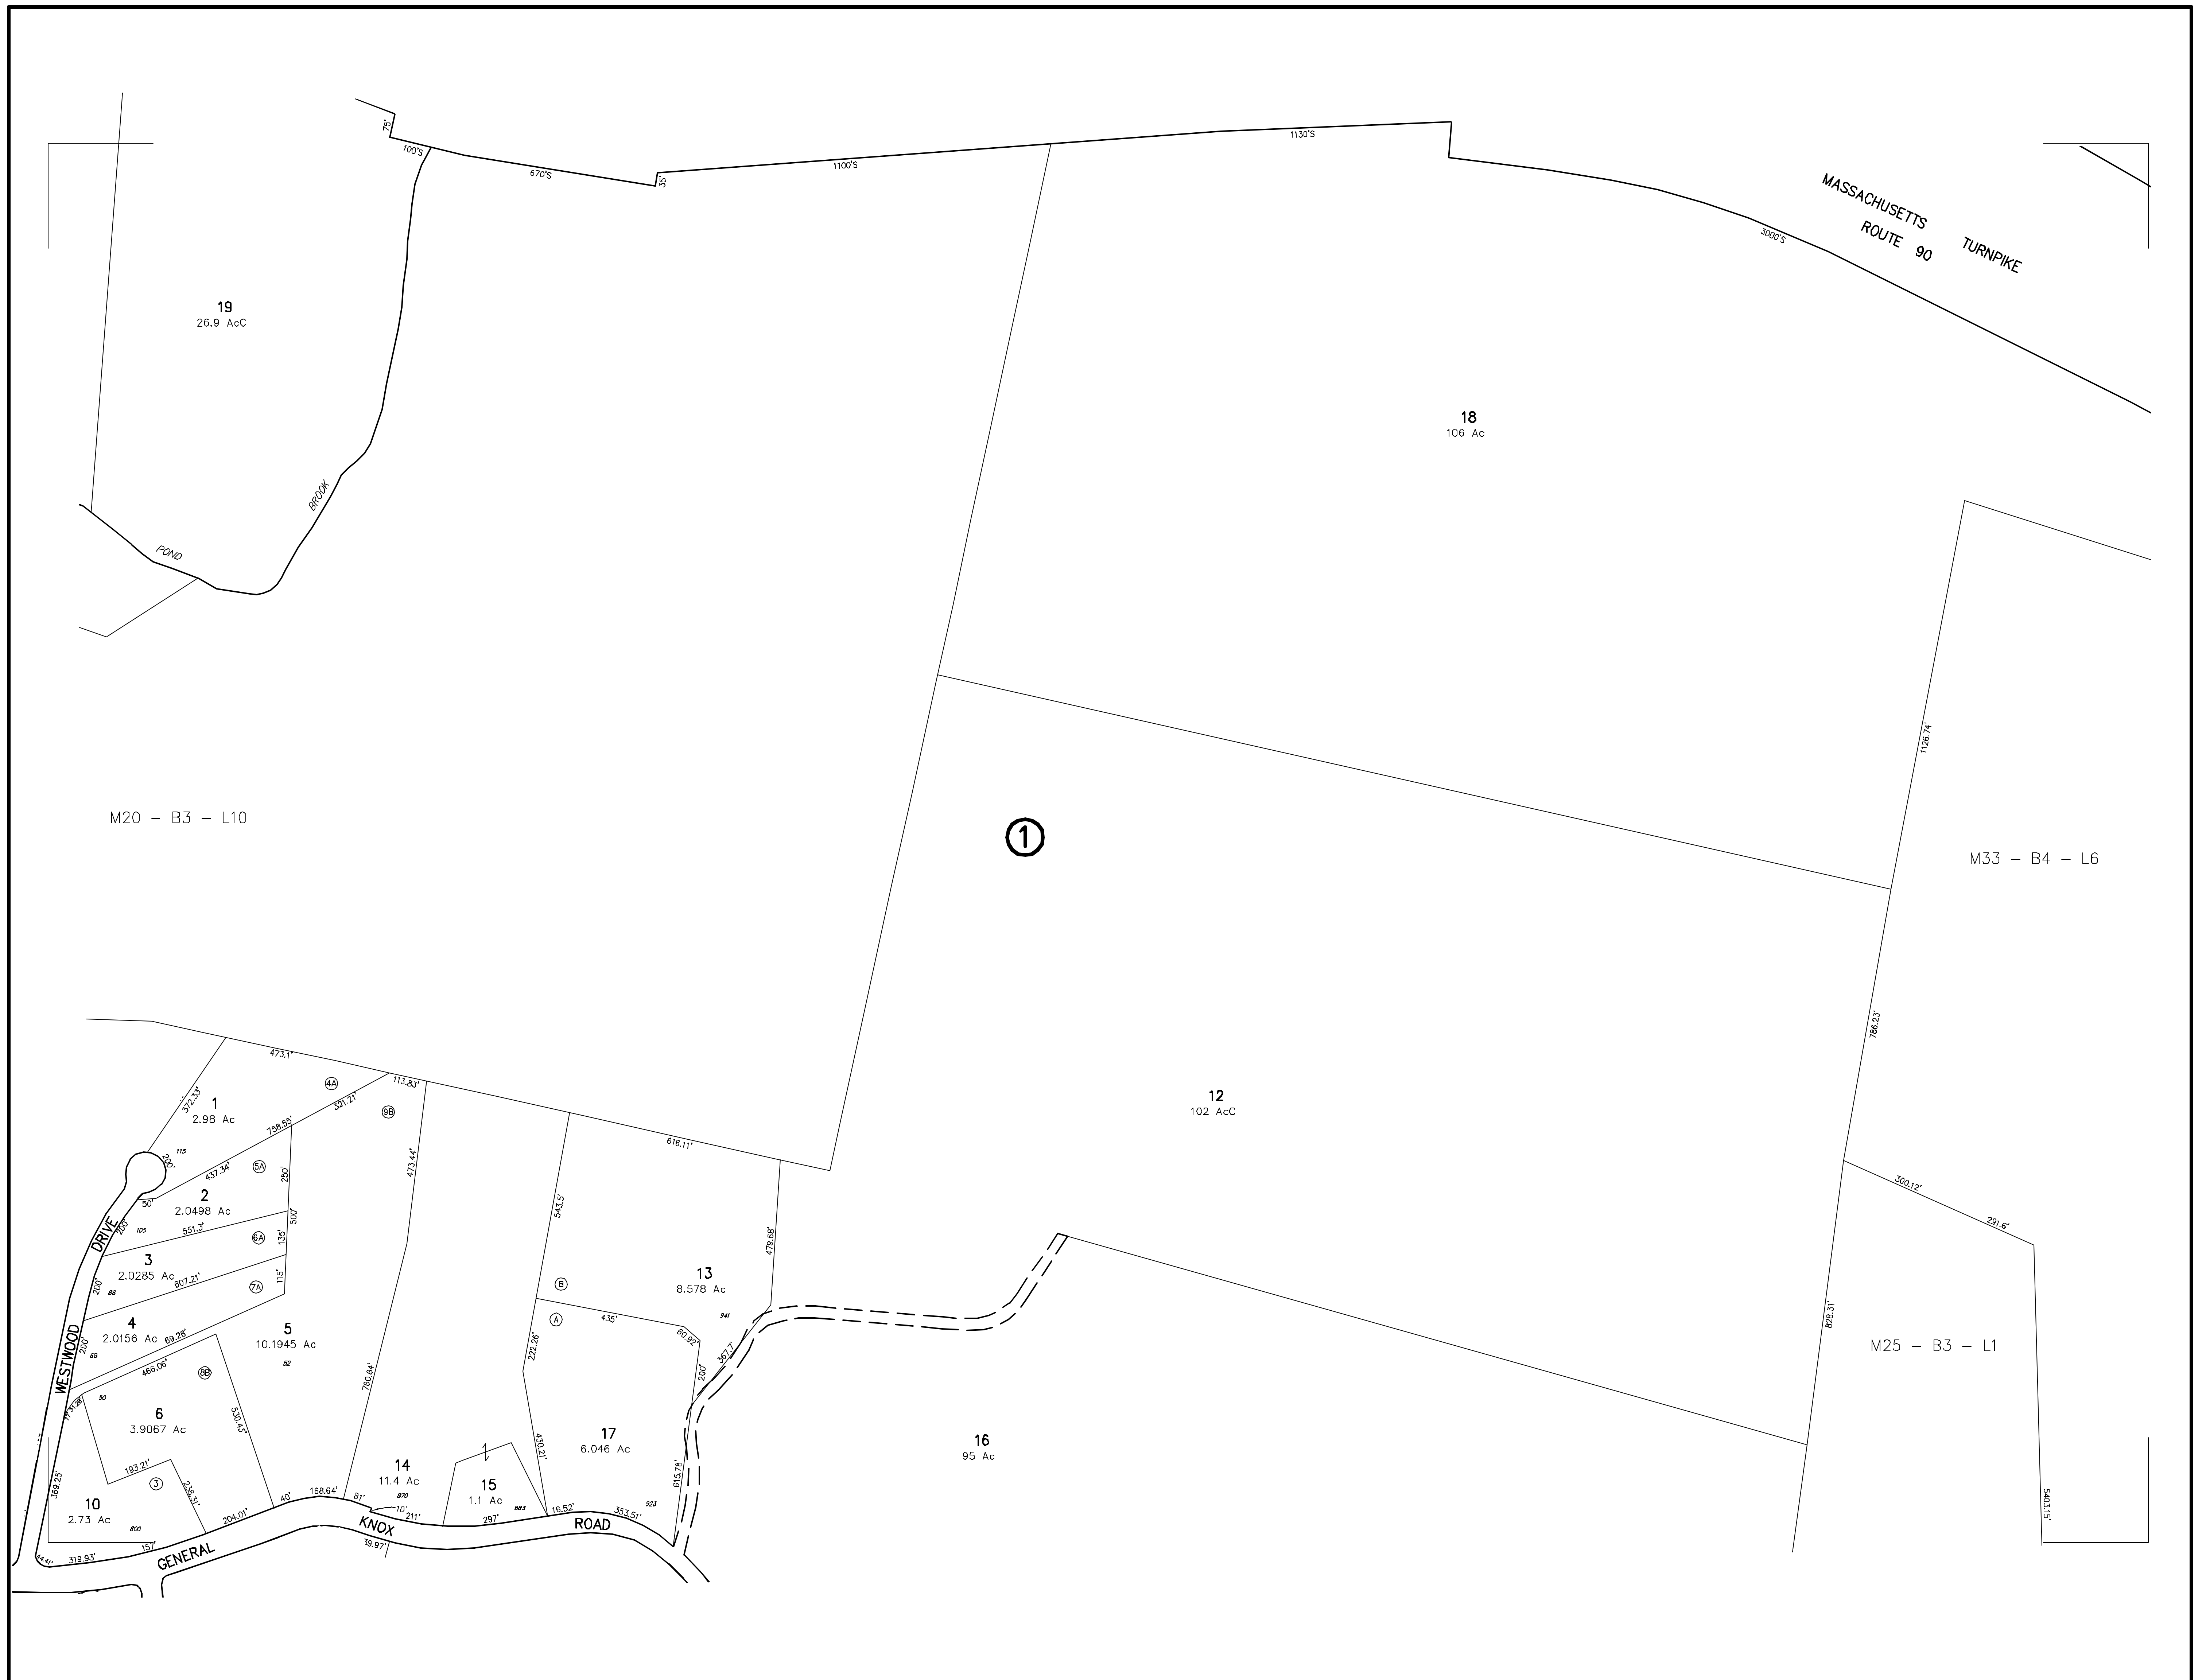 75'
100'S
670'S
35'
1100'S
1130'S
3000'S
MASSACHUSETTS TURNPIKE
ROUTE 90
19
26.9 AcC
18
106 Ac
BROOK
POND
1126.74'
M20 - B3 - L10
1
M33 - B4 - L6
786.23'
473.1'
4A
113.83'
321.21'
9B
372.33'
1
2.98 Ac
758.55'
616.11'
12
102 AcC
115
200'
437.34'
5A
250'
473.44'
300.12'
2
2.0498 Ac
50'
105
200'
551.3'
500'
543.5'
291.6'
DRIVE
6A
135'
479.68'
3
2.0285 Ac
607.21'
88
200'
7A
115'
B
13
8.578 Ac
941
4
2.0156 Ac
69.28'
68
200'
5
10.1945 Ac
52
A
435'
60.92'
222.26'
367.7'
200'
828.31'
M25 - B3 - L1
WESTWOOD
466.06'
8B
760.64'
50
6
3.9067 Ac
530.43'
430.21'
17
6.046 Ac
16
95 Ac
193.21'
3
238.31'
369.25'
14
11.4 Ac
870
15
1.1 Ac
883
615.78'
923
5403.15'
10
2.73 Ac
800
204.01'
40'
168.64'
81'
10'
211'
297'
16.52'
353.51'
44.41'
319.93'
157'
GENERAL
KNOX
ROAD
39.97'